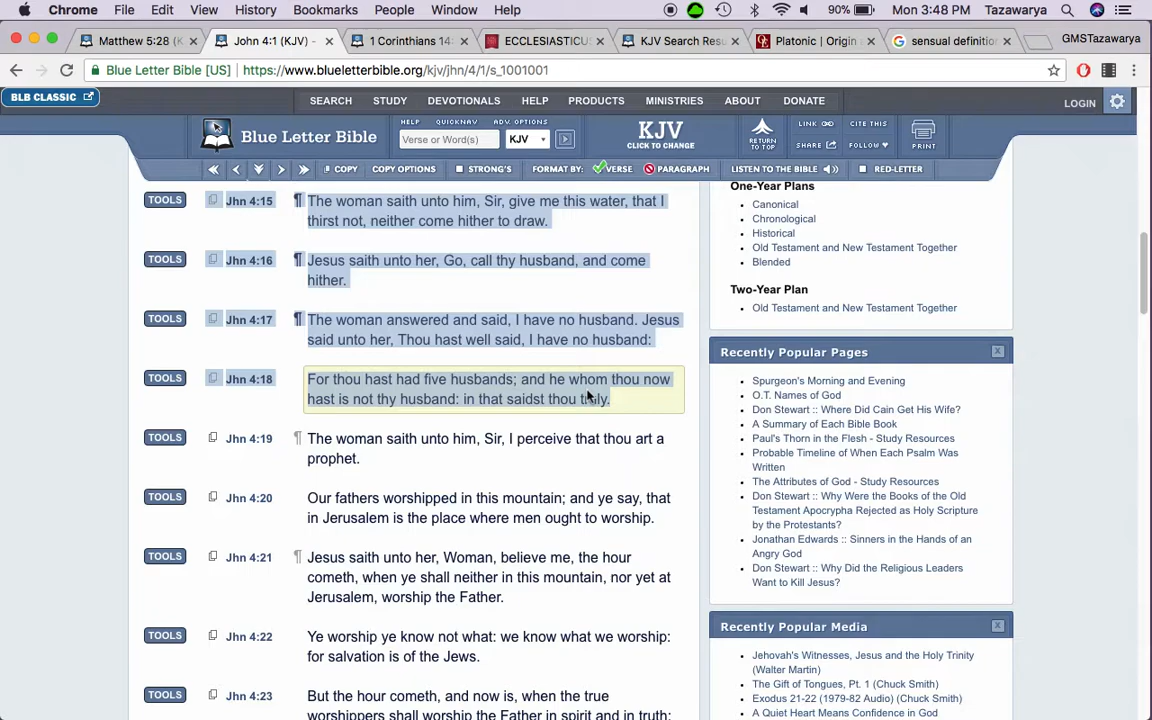 Chrome File Edit View History Bookmarks People Window Help 90% Mon 3:48 PM Tazawarya
Matthew 5:28 (K
John 4:1 (KJV) -
1 Corinthians 14:
ECCLESIASTICU
KJV Search Resu
Platonic | Origin
sensual definitio
GMSTazawarya
Blue Letter Bible [US] https://www.blueletterbible.org/kjv/jhn/4/1/s_1001001
BLB CLASSIC
SEARCH STUDY DEVOTIONALS HELP PRODUCTS MINISTRIES ABOUT DONATE
LOGIN
Blue Letter Bible
HELP QUICKNAV ADV. OPTIONS
Verse or Word(s) KJV
KJV
CLICK TO CHANGE
RETURN
TO TOP
LINK
SHARE
CITE THIS
FOLLOW
PRINT
COPY COPY OPTIONS STRONG'S FORMAT BY: VERSE PARAGRAPH LISTEN TO THE BIBLE RED-LETTER
TOOLS Jhn 4:15 ¶ The woman saith unto him, Sir, give me this water, that I
thirst not, neither come hither to draw.
TOOLS Jhn 4:16 ¶ Jesus saith unto her, Go, call thy husband, and come
hither.
TOOLS Jhn 4:17 ¶ The woman answered and said, I have no husband. Jesus
said unto her, Thou hast well said, I have no husband:
TOOLS Jhn 4:18 For thou hast had five husbands; and he whom thou now
hast is not thy husband: in that saidst thou truly.
TOOLS Jhn 4:19 ¶ The woman saith unto him, Sir, I perceive that thou art a
prophet.
TOOLS Jhn 4:20 Our fathers worshipped in this mountain; and ye say, that
in Jerusalem is the place where men ought to worship.
TOOLS Jhn 4:21 ¶ Jesus saith unto her, Woman, believe me, the hour
cometh, when ye shall neither in this mountain, nor yet at
Jerusalem, worship the Father.
TOOLS Jhn 4:22 Ye worship ye know not what: we know what we worship:
for salvation is of the Jews.
TOOLS Jhn 4:23 But the hour cometh, and now is, when the true
worshippers shall worship the Father in spirit and in truth:
One-Year Plans
Canonical
Chronological
Historical
Old Testament and New Testament Together
Blended
Two-Year Plan
Old Testament and New Testament Together
Recently Popular Pages
Spurgeon's Morning and Evening
O.T. Names of God
Don Stewart :: Where Did Cain Get His Wife?
A Summary of Each Bible Book
Paul's Thorn in the Flesh - Study Resources
Probable Timeline of When Each Psalm Was
Written
The Attributes of God - Study Resources
Don Stewart :: Why Were the Books of the Old
Testament Apocrypha Rejected as Holy Scripture
by the Protestants?
Jonathan Edwards :: Sinners in the Hands of an
Angry God
Don Stewart :: Why Did the Religious Leaders
Want to Kill Jesus?
Recently Popular Media
Jehovah's Witnesses, Jesus and the Holy Trinity
(Walter Martin)
The Gift of Tongues, Pt. 1 (Chuck Smith)
Exodus 21-22 (1979-82 Audio) (Chuck Smith)
A Quiet Heart Means Confidence in God